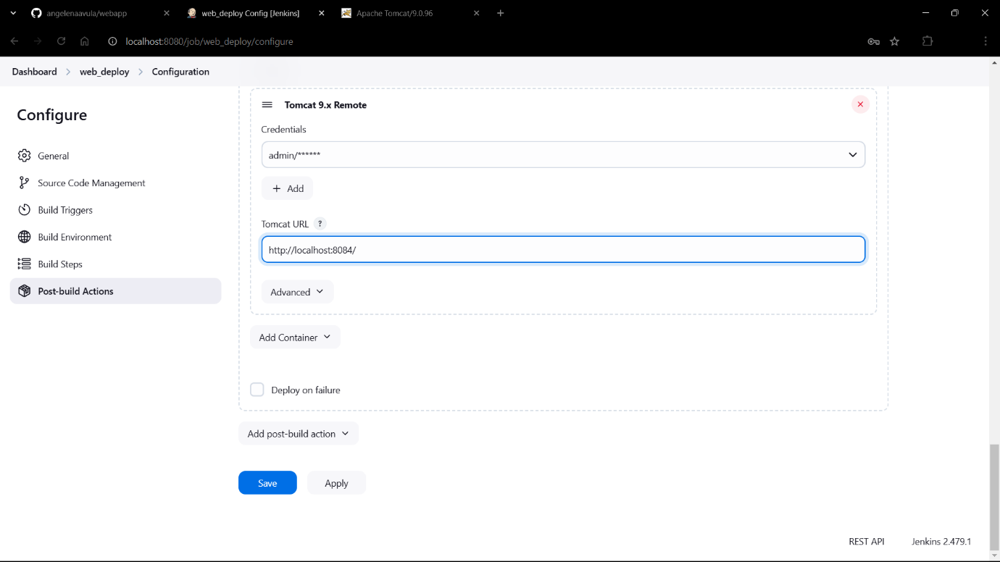 angelenaavula/webapp
web_deploy Config [Jenkins]
Apache Tomcat/9.0.96
localhost:8080/job/web_deploy/configure
Dashboard
web_deploy
Configuration
Configure
General
Source Code Management
Build Triggers
Build Environment
Build Steps
Post-build Actions
Tomcat 9.x Remote
Credentials
admin/******
Add
Tomcat URL ?
http://localhost:8084/
Advanced
Add Container
Deploy on failure
Add post-build action
Save
Apply
REST API
Jenkins 2.479.1